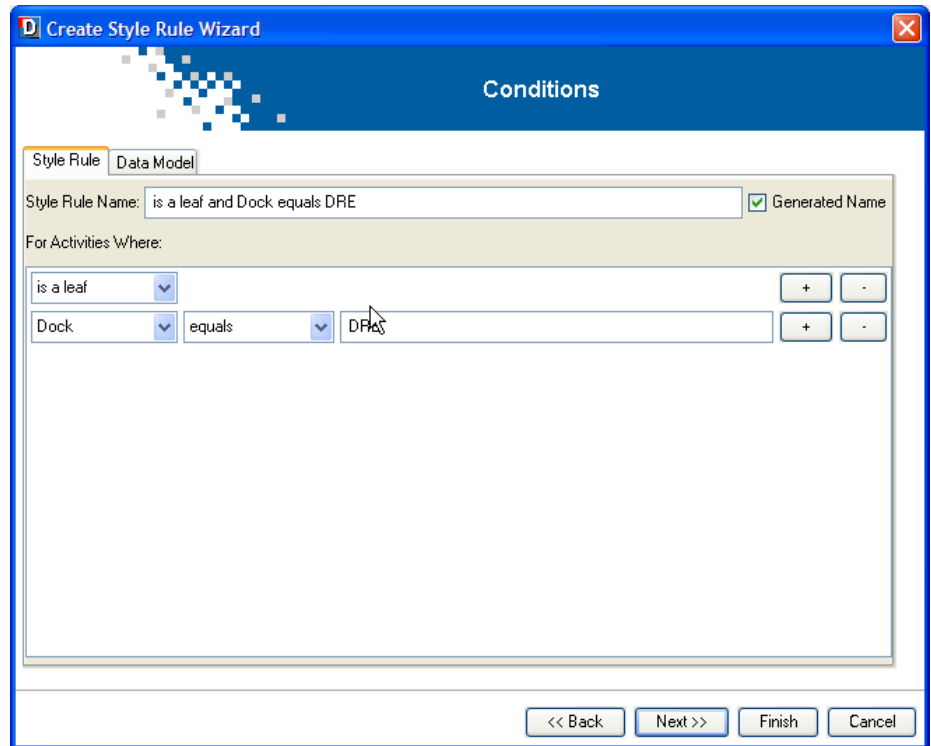 D Create Style Rule Wizard
Conditions
Style Rule Data Model
Style Rule Name: is a leaf and Dock equals DRE Generated Name
For Activities Where:
is a leaf + -
Dock equals DRE + -
<< Back Next >> Finish Cancel